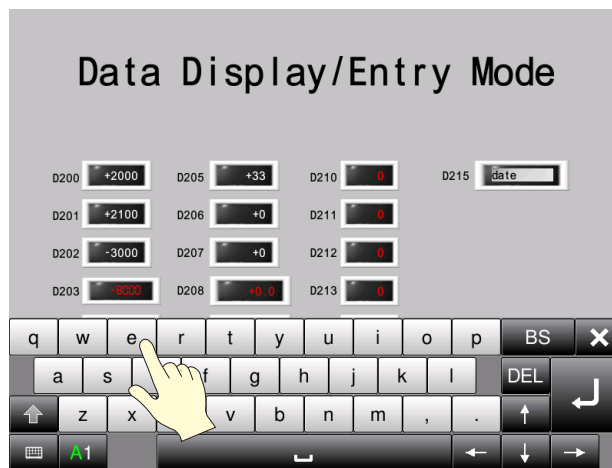 Data Display/Entry Mode
D200 +2000 D205 +33 D210 0 D215 date
D201 +2100 D206 +0 D211 0
D202 -3000 D207 +0 D212 0
D203 -8000 D208 +0.0 D213 0
q w e r t y u i o p BS
a s f g h j k l DEL
z x v b n m , .
A1